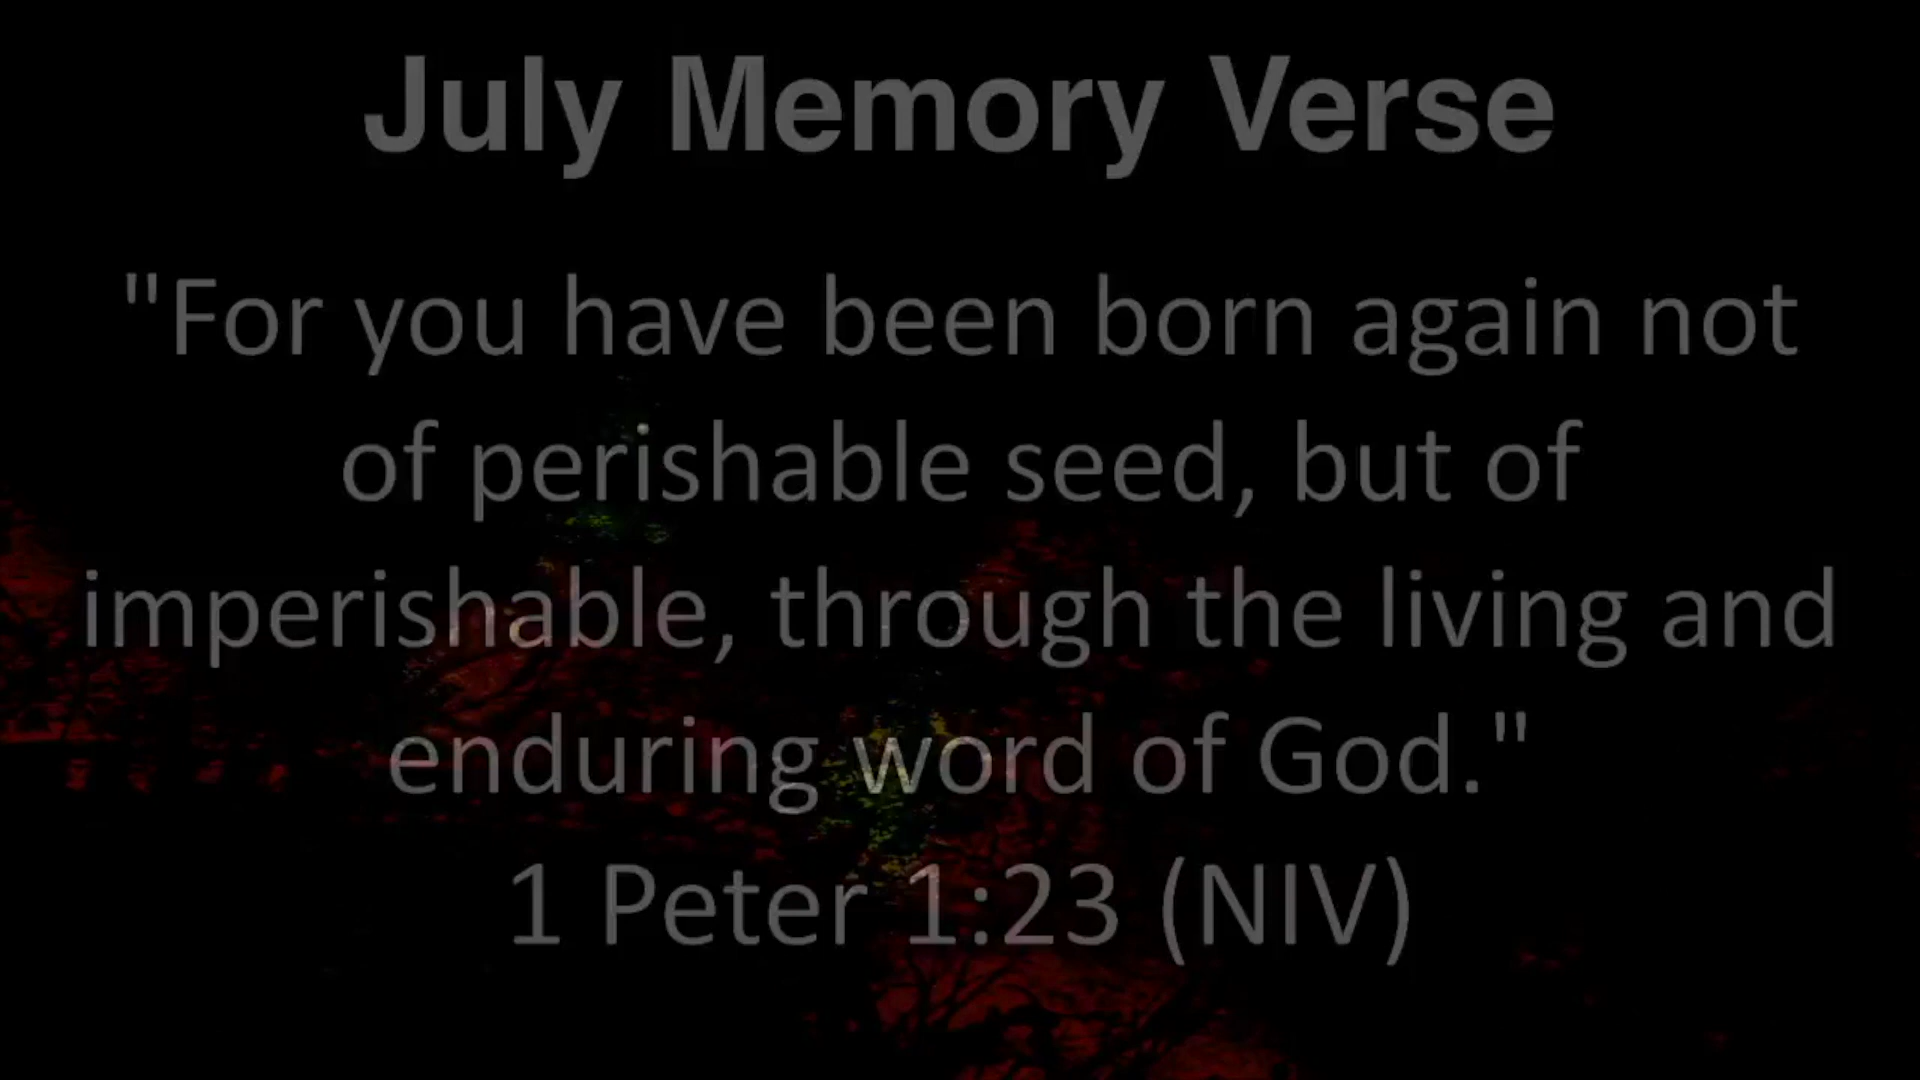 July Memory Verse
"For you have been born again not
of perishable seed, but of
imperishable, through the living and
enduring word of God."
1 Peter 1:23 (NIV)